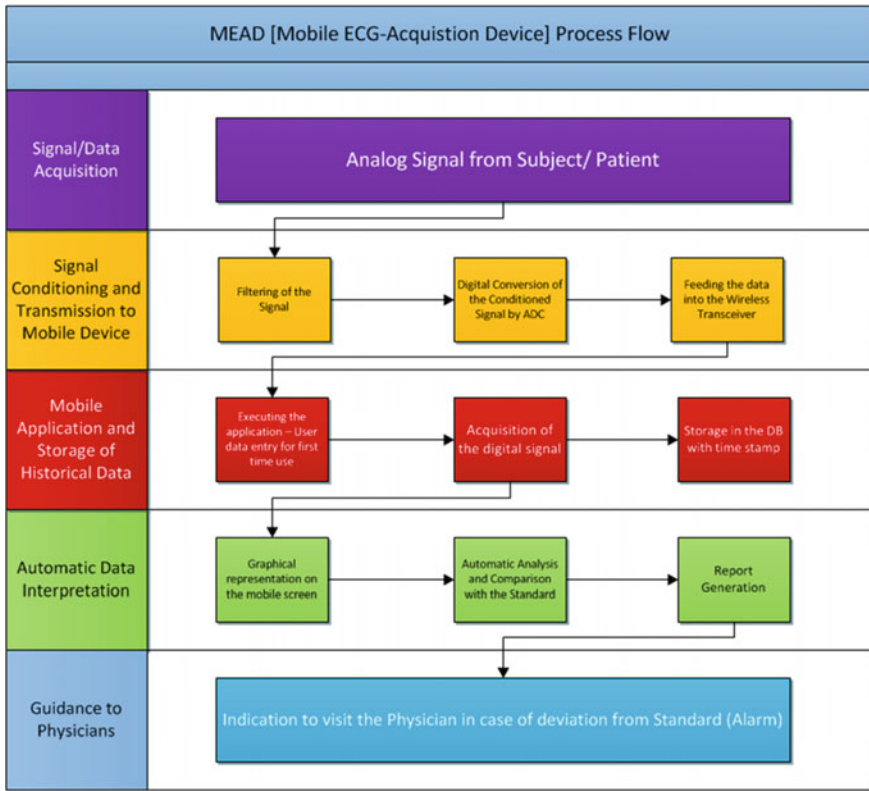 MEAD [Mobile ECG-Acquistion Device] Process Flow
Signal/Data
Acquisition
Analog Signal from Subject/ Patient
Signal
Conditioning and
Transmission to
Mobile Device
Filtering of the
Signal
Digital Conversion of
the Conditioned
Signal by ADC
Feeding the data
into the Wireless
Transceiver
Mobile
Application and
Storage of
Historical Data
Executing the
application – User
data entry for first
time use
Acquisition of
the digital signal
Storage in the DB
with time stamp
Automatic Data
Interpretation
Graphical
representation on
the mobile screen
Automatic Analysis
and Comparison
with the Standard
Report
Generation
Guidance to
Physicians
Indication to visit the Physician in case of deviation from Standard (Alarm)